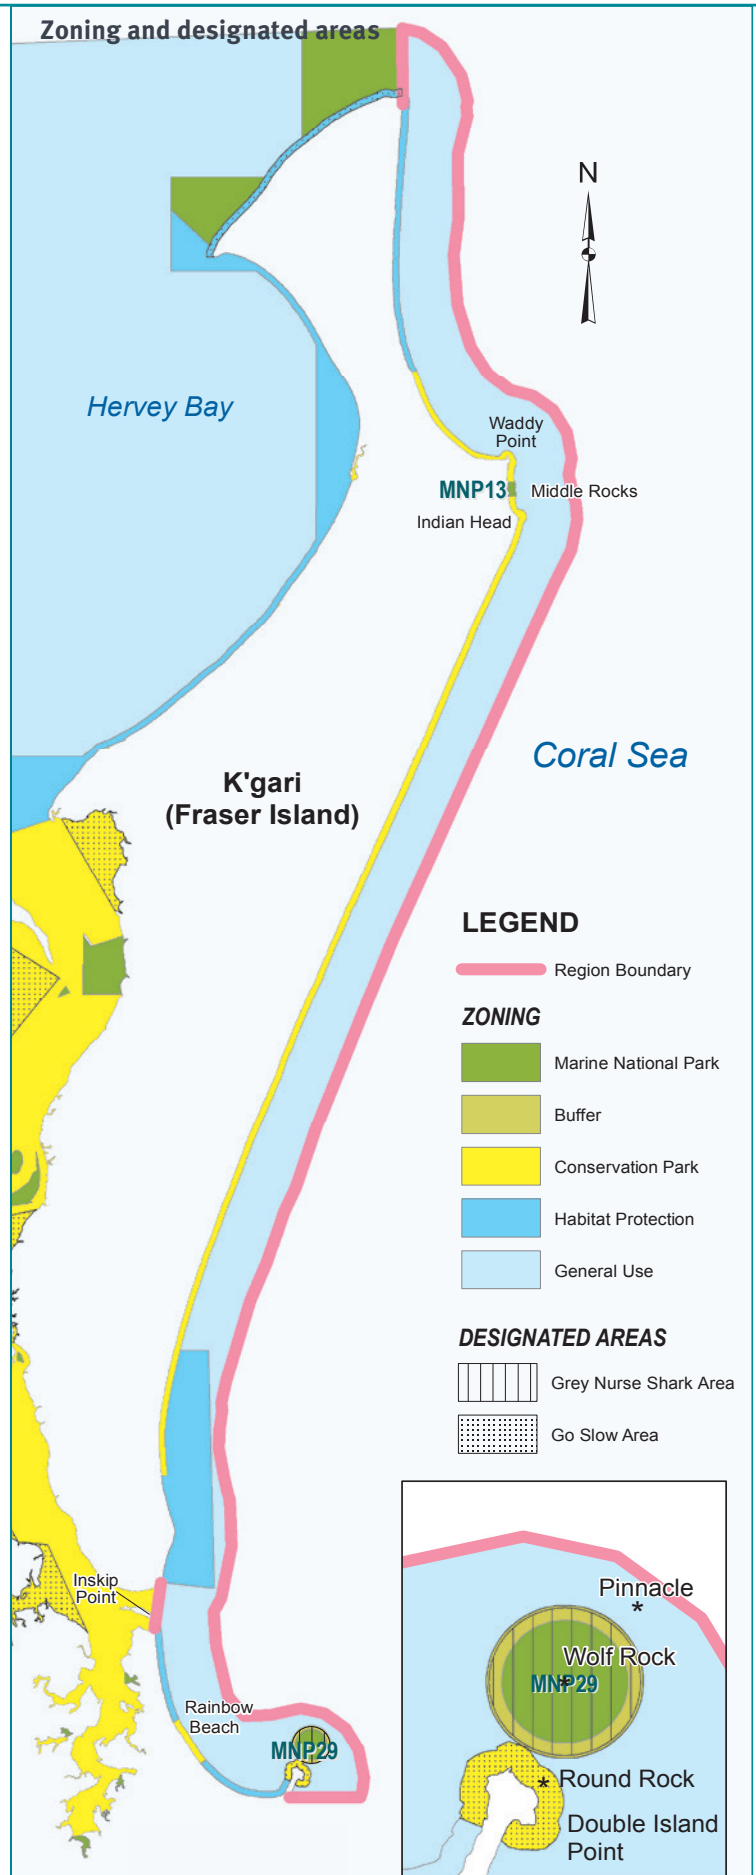 Zoning and designated areas
N
Hervey Bay
Waddy
Point
MNP13
Middle Rocks
Indian Head
Coral Sea
K'gari
(Fraser Island)
LEGEND
Region Boundary
ZONING
Marine National Park
Buffer
Conservation Park
Habitat Protection
General Use
DESIGNATED AREAS
Grey Nurse Shark Area
Go Slow Area
Inskip
Point
Rainbow
Beach
MNP29
Pinnacle
*
Wolf Rock
*
MNP29
* Round Rock
Double Island
Point